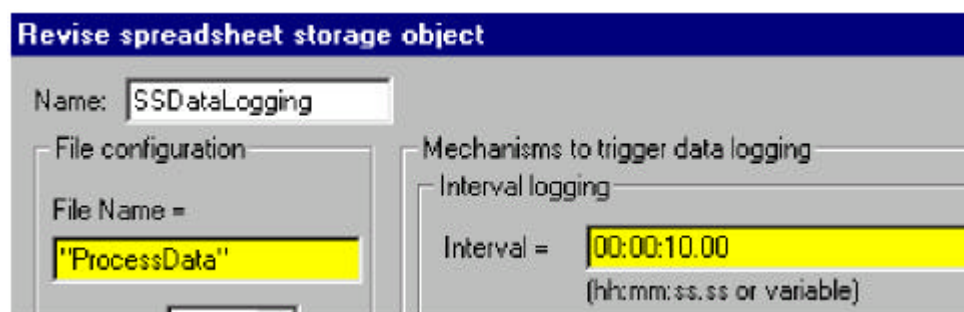 Revise spreadsheet storage object
Name: SSDataLogging
File configuration
File Name =
"ProcessData"
Mechanisms to trigger data logging
Interval logging
Interval = 00:00:10.00
(hh:mm:ss.ss or variable)